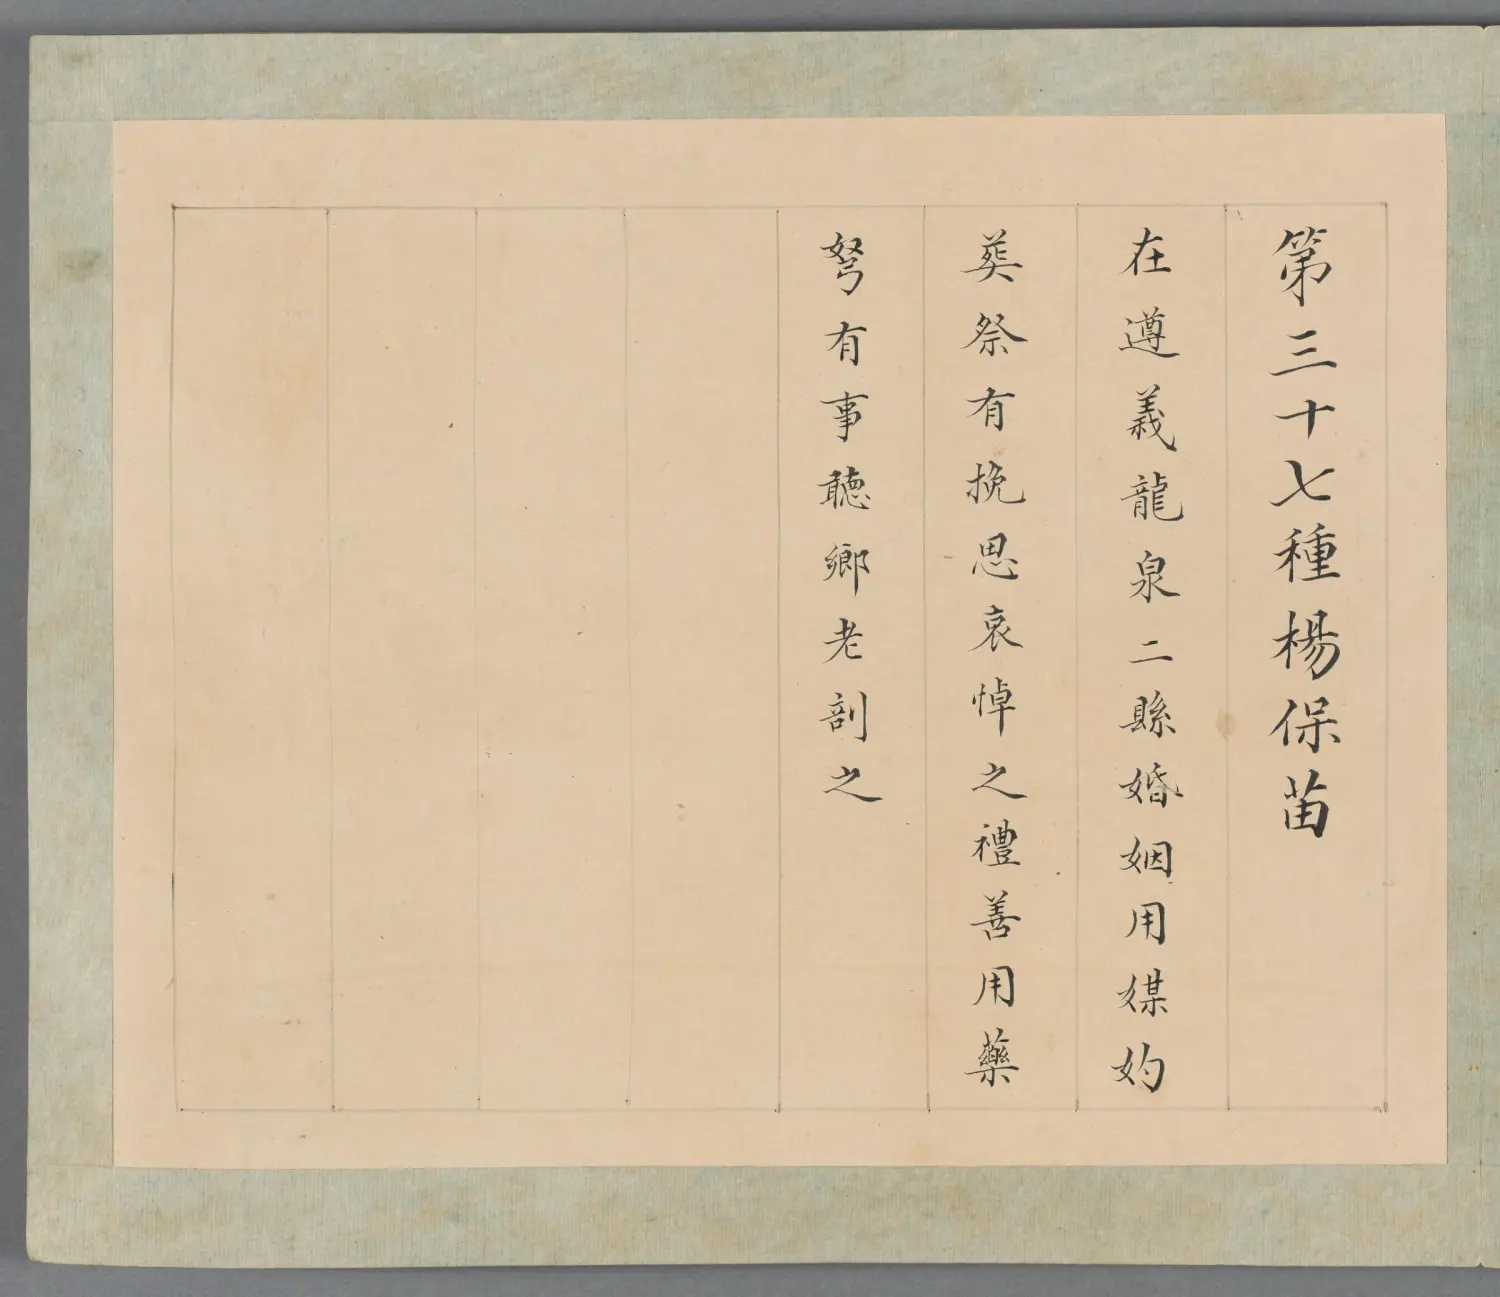 第三十七種楊保苗
在遵義龍泉二縣婚姻用媒妁
葬祭有挽思哀悼之禮善用藥
弩有事聽鄉老剖之